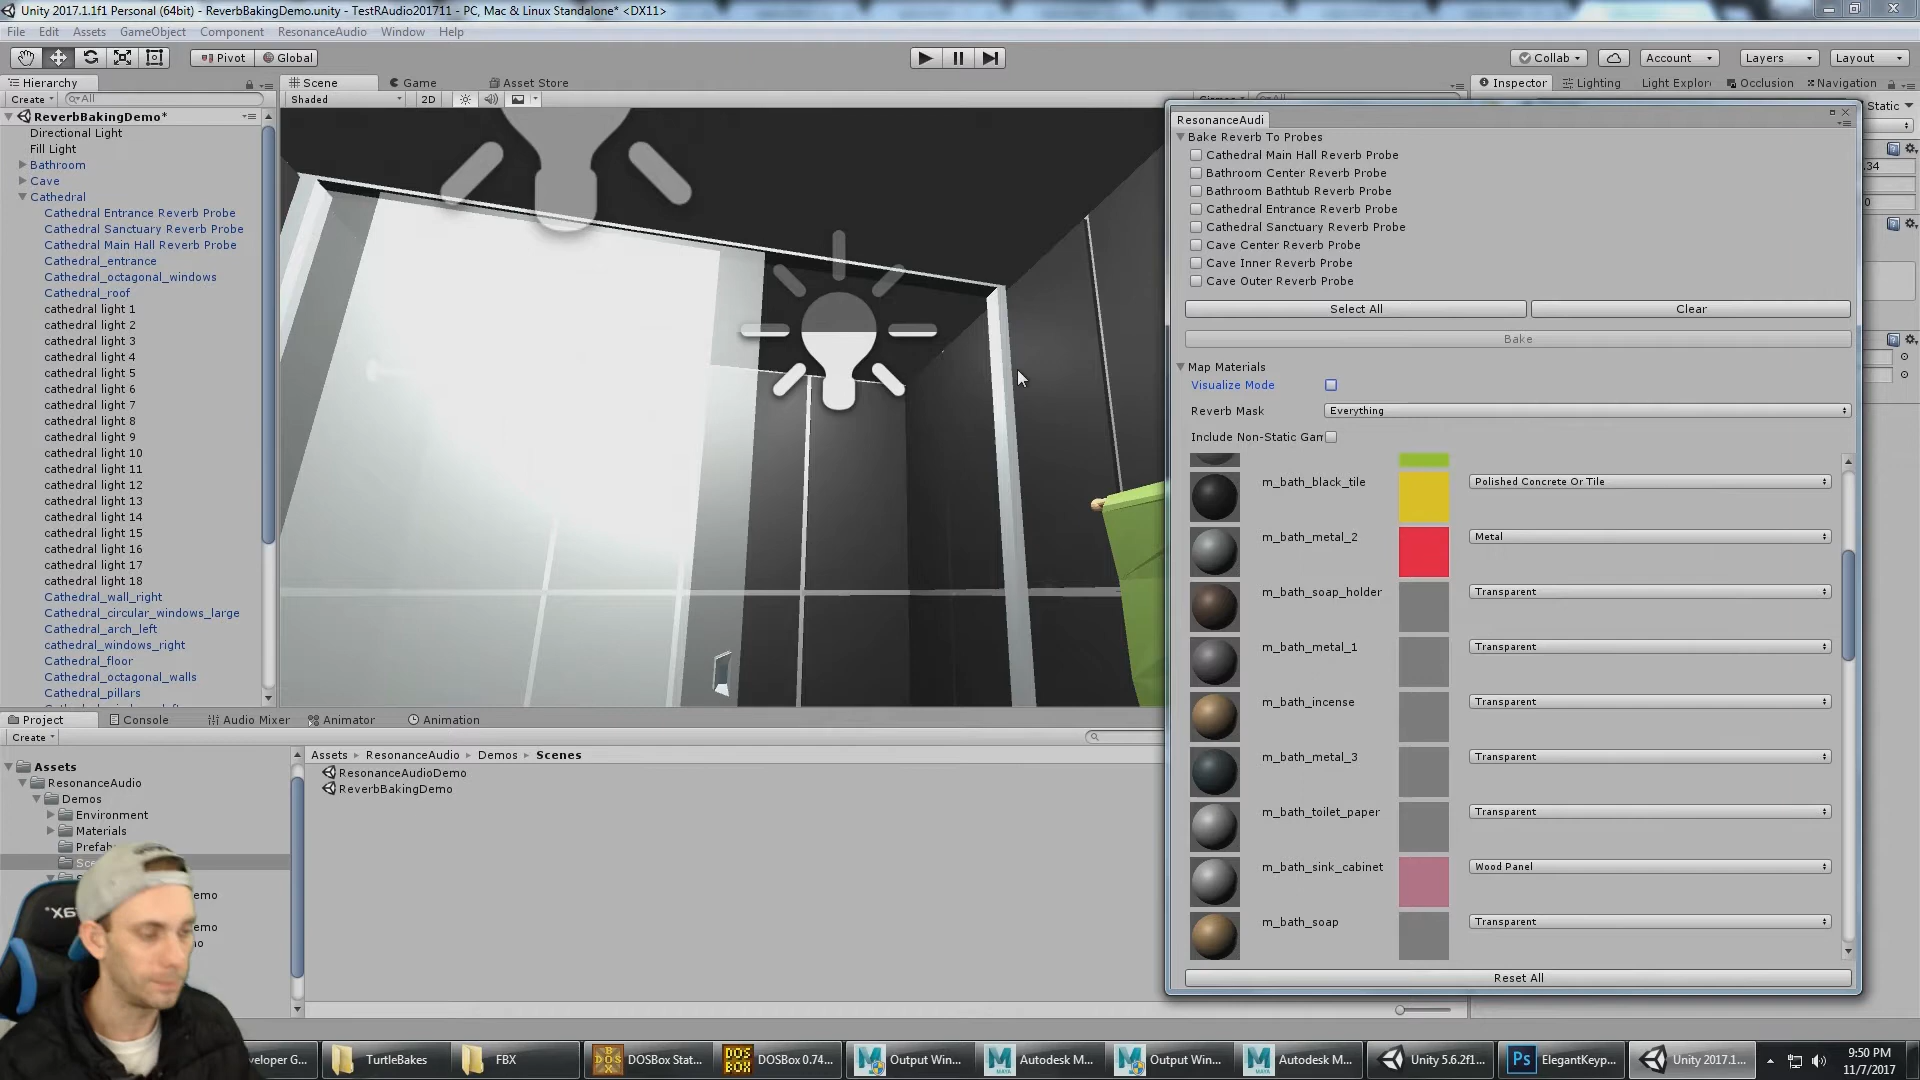 Unity 2017.1.1f1 Personal (64bit) - ReverbBakingDemo.unity - TestRAudio201711 - PC, Mac & Linux Standalone* <DX11>
File Edit Assets GameObject Component ResonanceAudio Window Help
Pivot Global Collab Account Layers Layout
Hierarchy Scene Game Asset Store Inspector Lighting Light Explor Occlusion Navigation
Create All Shaded 2D Static
ReverbBakingDemo*
Directional Light
Fill Light
Bathroom
Cave
Cathedral
Cathedral Entrance Reverb Probe
Cathedral Sanctuary Reverb Probe
Cathedral Main Hall Reverb Probe
Cathedral_entrance
Cathedral_octagonal_windows
Cathedral_roof
cathedral light 1
cathedral light 2
cathedral light 3
cathedral light 4
cathedral light 5
cathedral light 6
cathedral light 7
cathedral light 8
cathedral light 9
cathedral light 10
cathedral light 11
cathedral light 12
cathedral light 13
cathedral light 14
cathedral light 15
cathedral light 16
cathedral light 17
cathedral light 18
Cathedral_wall_right
Cathedral_circular_windows_large
Cathedral_arch_left
cathedral_windows_right
Cathedral_floor
Cathedral_octagonal_walls
Cathedral_pillars
ResonanceAudi
Bake Reverb To Probes
Cathedral Main Hall Reverb Probe
Bathroom Center Reverb Probe
Bathroom Bathtub Reverb Probe
Cathedral Entrance Reverb Probe
Cathedral Sanctuary Reverb Probe
Cave Center Reverb Probe
Cave Inner Reverb Probe
Cave Outer Reverb Probe
Select All Clear
Bake
Map Materials
Visualize Mode
Reverb Mask Everything
Include Non-Static Gam
m_bath_black_tile Polished Concrete Or Tile
m_bath_metal_2 Metal
m_bath_soap_holder Transparent
m_bath_metal_1 Transparent
m_bath_incense Transparent
m_bath_metal_3 Transparent
m_bath_toilet_paper Transparent
m_bath_sink_cabinet Wood Panel
m_bath_soap Transparent
Reset All
.34
0
Project Console Audio Mixer Animator Animation
Create
Assets
ResonanceAudio
Demos
Environment
Materials
Prefab
Sce
emo
emo
o
Assets ResonanceAudio Demos Scenes
ResonanceAudioDemo
ReverbBakingDemo
veloper G... TurtleBakes FBX DOSBox Stat... DOSBox 0.74... Output Win... Autodesk M... Output Win... Autodesk M... Unity 5.6.2f1... ElegantKeyp... Unity 2017.1...
9:50 PM
11/7/2017